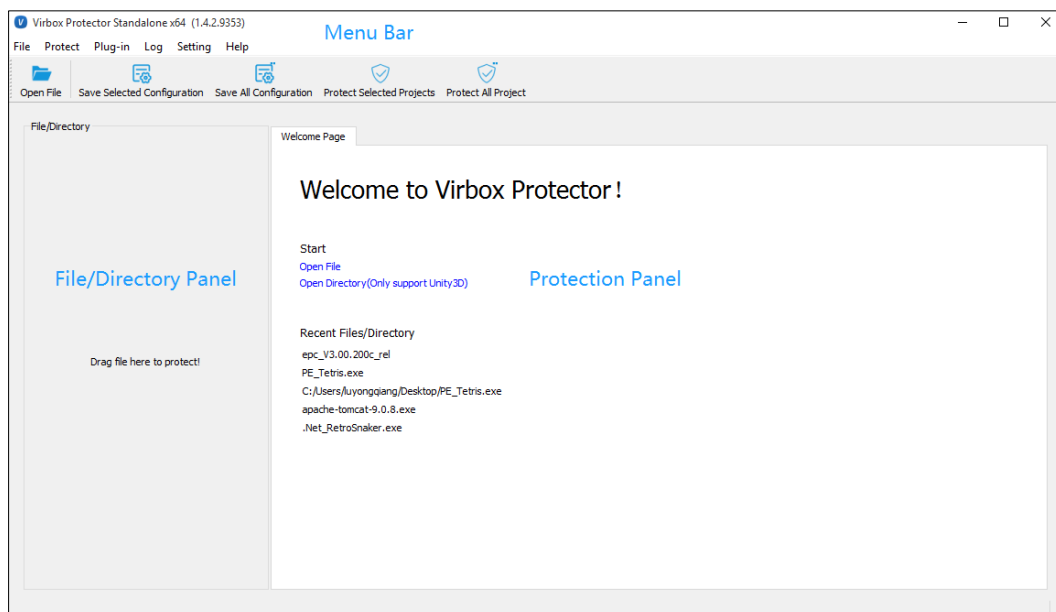 Virbox Protector Standalone x64 (1.4.2.9353)
Menu Bar
File Protect Plug-in Log Setting Help
Open File Save Selected Configuration Save All Configuration Protect Selected Projects Protect All Project
File/Directory
Welcome Page
Welcome to Virbox Protector!
Start
Open File
Open Directory(Only support Unity3D)
File/Directory Panel
Protection Panel
Recent Files/Directory
epc_V3.00.200c_rel
Drag file here to protect!
PE_Tetris.exe
C:/Users/luyongqiang/Desktop/PE_Tetris.exe
apache-tomcat-9.0.8.exe
.Net_RetroSnaker.exe